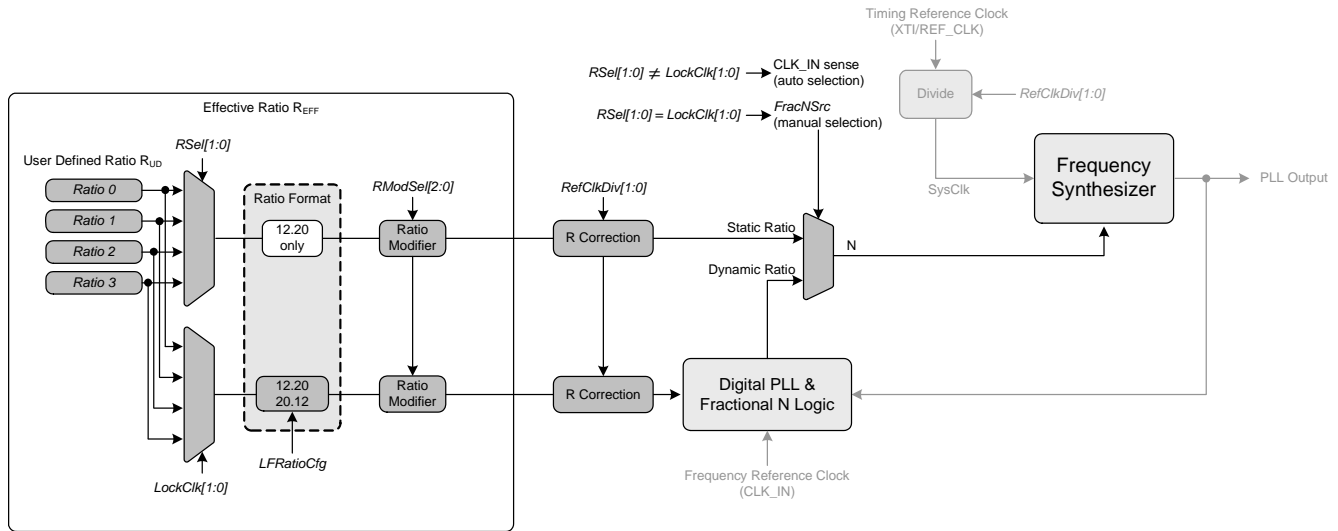 Timing Reference Clock
(XTI/REF_CLK)
RSel[1:0] ≠ LockClk[1:0]
CLK_IN sense
(auto selection)
Divide
RefClkDiv[1:0]
Effective Ratio REFF
RSel[1:0] = LockClk[1:0]
FracNSrc
(manual selection)
RSel[1:0]
User Defined Ratio RUD
Ratio 0
Ratio 1
Ratio 2
Ratio 3
Ratio Format
12.20
only
RModSel[2:0]
Ratio
Modifier
RefClkDiv[1:0]
R Correction
Static Ratio
Dynamic Ratio
N
SysClk
Frequency
Synthesizer
PLL Output
12.20
20.12
Ratio
Modifier
R Correction
Digital PLL &
Fractional N Logic
LFRatioCfg
LockClk[1:0]
Frequency Reference Clock
(CLK_IN)